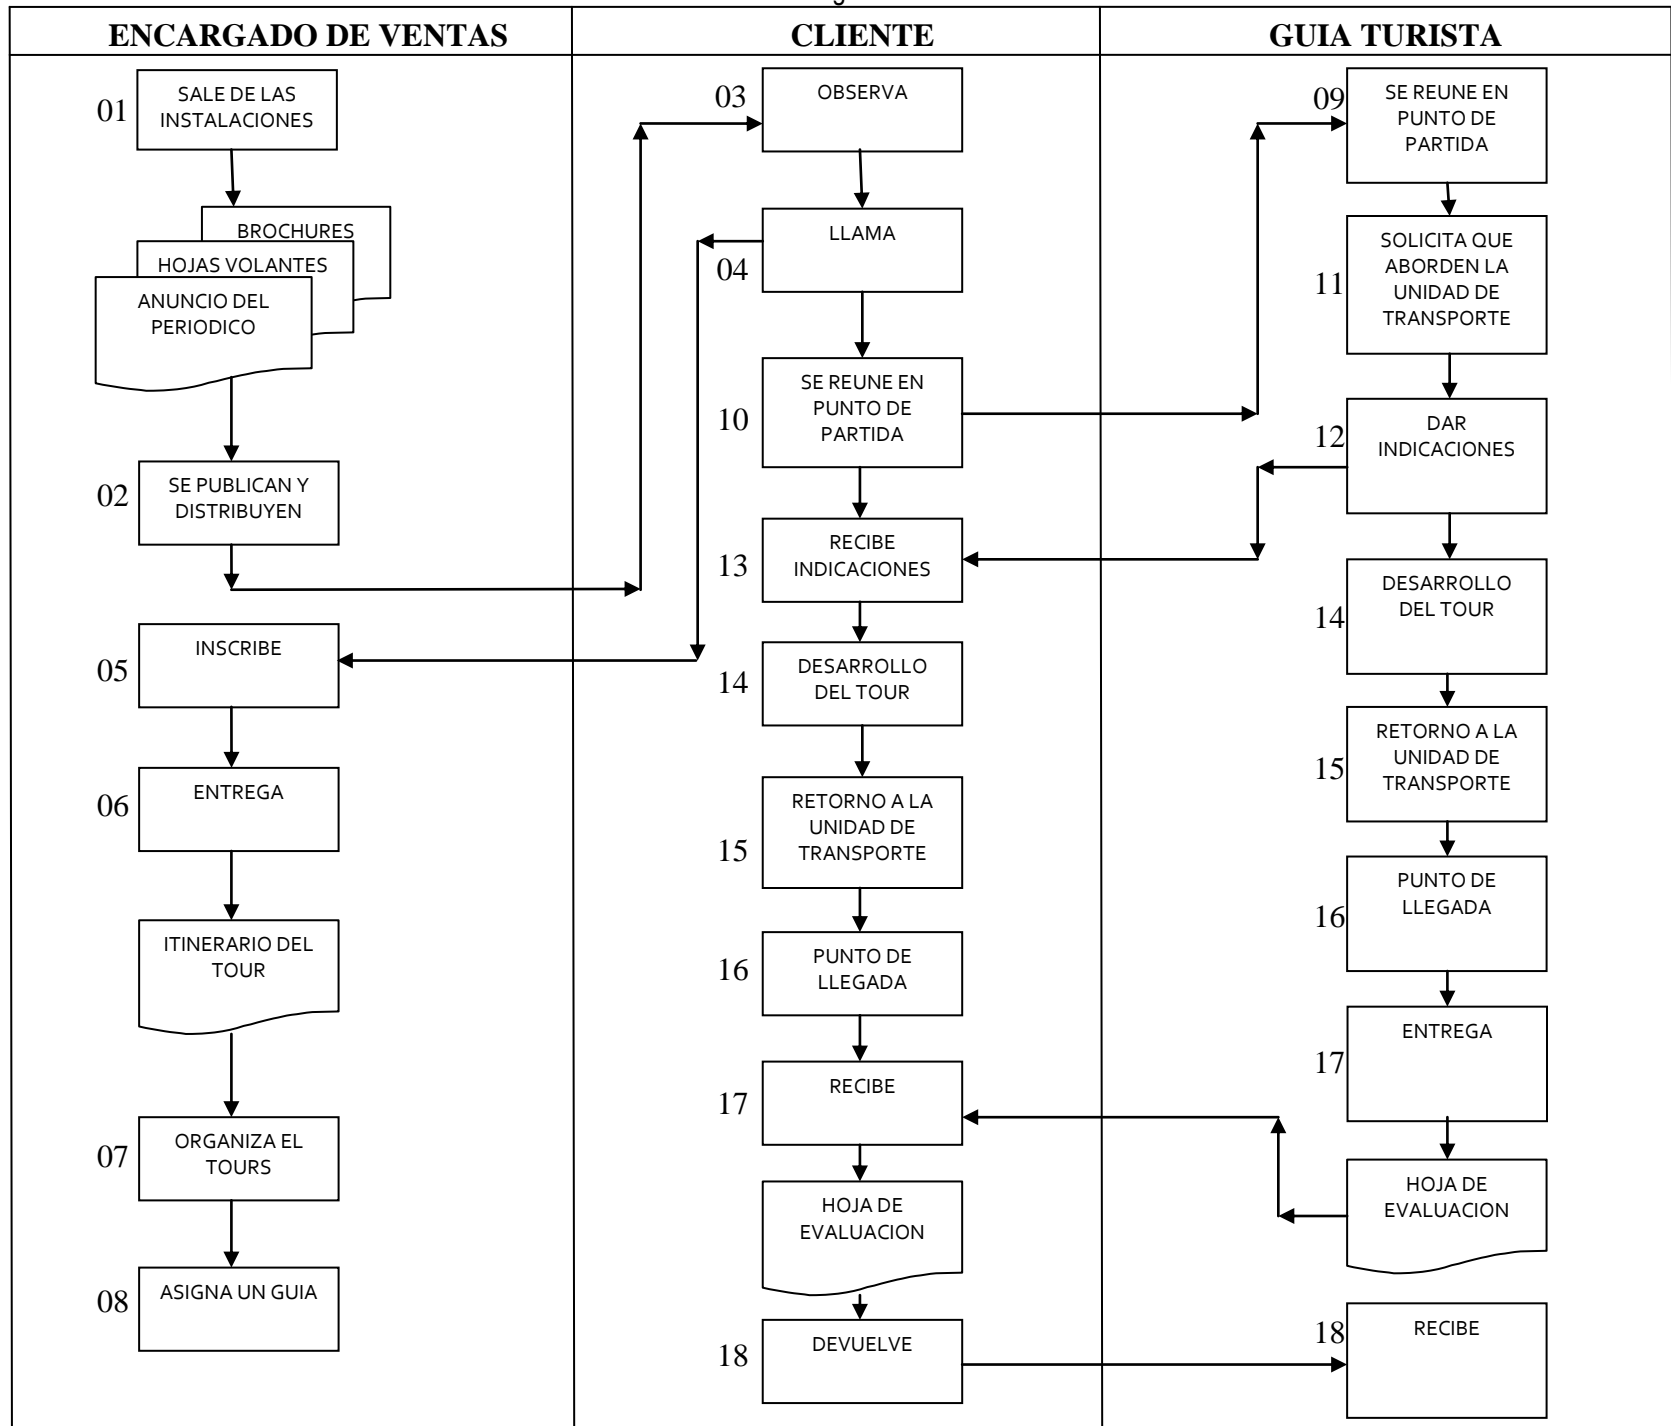 ENCARGADO DE VENTAS
CLIENTE
GUIA TURISTA
01
SALE DE LAS
INSTALACIONES
BROCHURES
HOJAS VOLANTES
ANUNCIO DEL
PERIODICO
02
SE PUBLICAN Y
DISTRIBUYEN
05
INSCRIBE
06
ENTREGA
ITINERARIO DEL
TOUR
07
ORGANIZA EL
TOURS
08
ASIGNA UN GUIA
03
OBSERVA
LLAMA
04
10
SE REUNE EN
PUNTO DE
PARTIDA
13
RECIBE
INDICACIONES
14
DESARROLLO
DEL TOUR
15
RETORNO A LA
UNIDAD DE
TRANSPORTE
16
PUNTO DE
LLEGADA
17
RECIBE
HOJA DE
EVALUACION
18
DEVUELVE
09
SE REUNE EN
PUNTO DE
PARTIDA
11
SOLICITA QUE
ABORDEN LA
UNIDAD DE
TRANSPORTE
12
DAR
INDICACIONES
14
DESARROLLO
DEL TOUR
15
RETORNO A LA
UNIDAD DE
TRANSPORTE
16
PUNTO DE
LLEGADA
17
ENTREGA
HOJA DE
EVALUACION
18
RECIBE